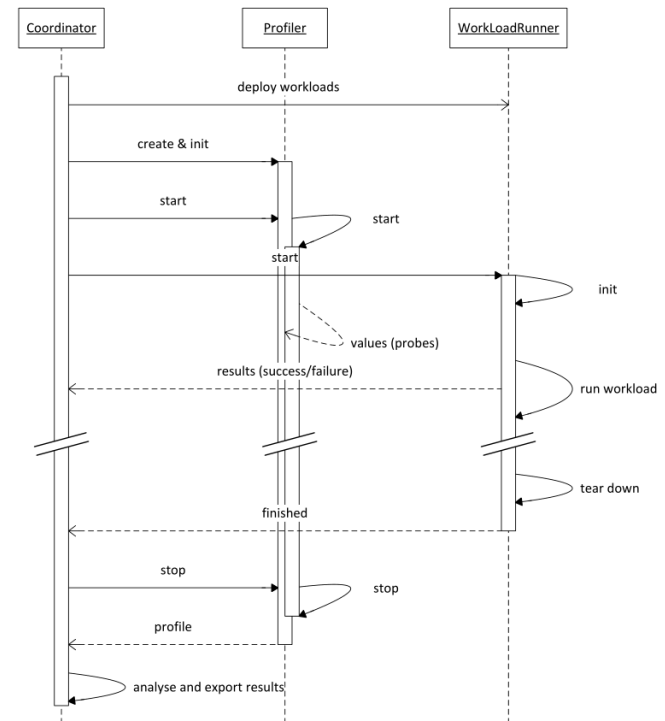 Coordinator
Profiler
WorkLoadRunner
deploy workloads
create & init
start
start
start
init
values (probes)
results (success/failure)
run workload
tear down
finished
stop
stop
profile
analyse and export results